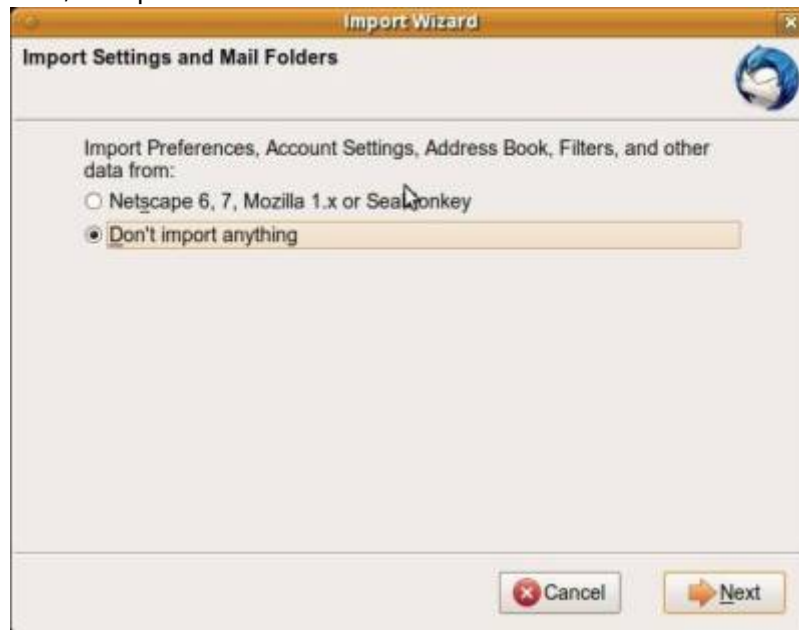 Import Wizard
Import Settings and Mail Folders
Import Preferences, Account Settings, Address Book, Filters, and other
data from:
Netscape 6, 7, Mozilla 1.x or SeaMonkey
Don't import anything
Cancel
Next